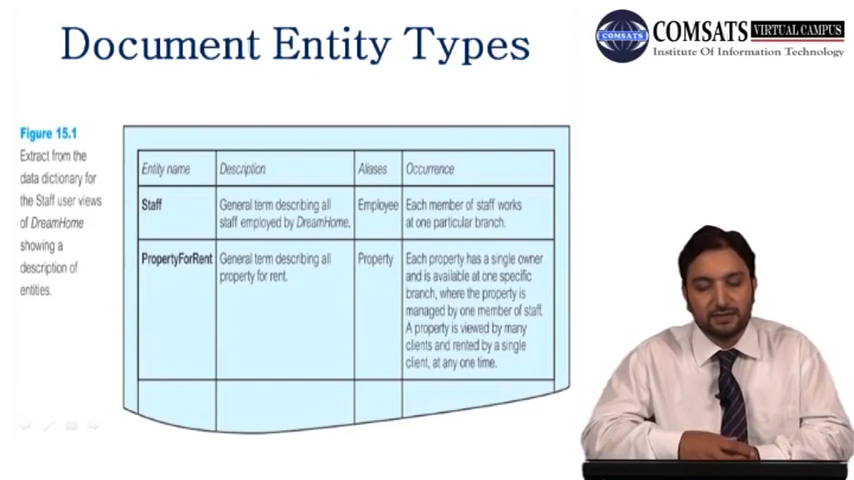 Document Entity Types
COMSATS
COMSATS VIRTUAL CAMPUS
Institute Of Information Technology
Figure 15.1
Extract from the
data dictionary for
the Staff user views
of DreamHome
showing a
description of
entities.
Entity name Description Aliases Occurrence
Staff General term describing all Employee Each member of staff works
staff employed by DreamHome. at one particular branch.
PropertyForRent General term describing all Property Each property has a single owner
property for rent. and is available at one specific
branch, where the property is
managed by one member of staff.
A property is viewed by many
clients and rented by a single
client, at any one time.